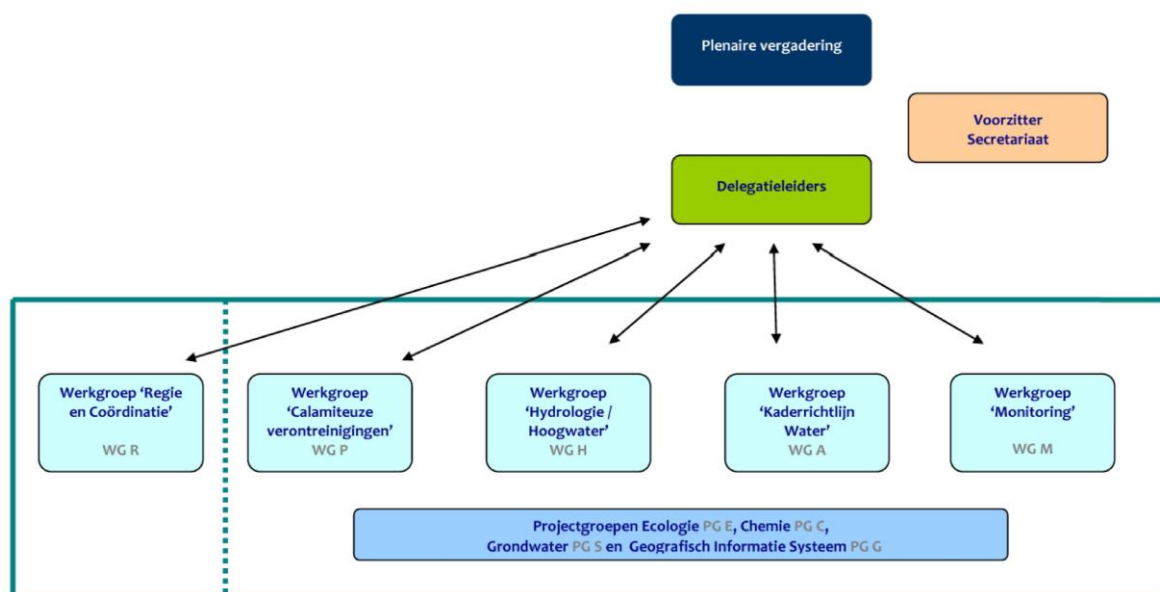 Plenaire vergadering
Voorzitter
Secretariaat
Delegatieleiders
Werkgroep ‘Regie
en Coördinatie’
WG R
Werkgroep
‘Calamiteuze
verontreinigingen’
WG P
Werkgroep
‘Hydrologie /
Hoogwater’
WG H
Werkgroep
‘Kaderrichtlijn
Water’
WG A
Werkgroep
‘Monitoring’
WG M
Projectgroepen Ecologie PG E, Chemie PG C,
Grondwater PG S en Geografisch Informatie Systeem PG G